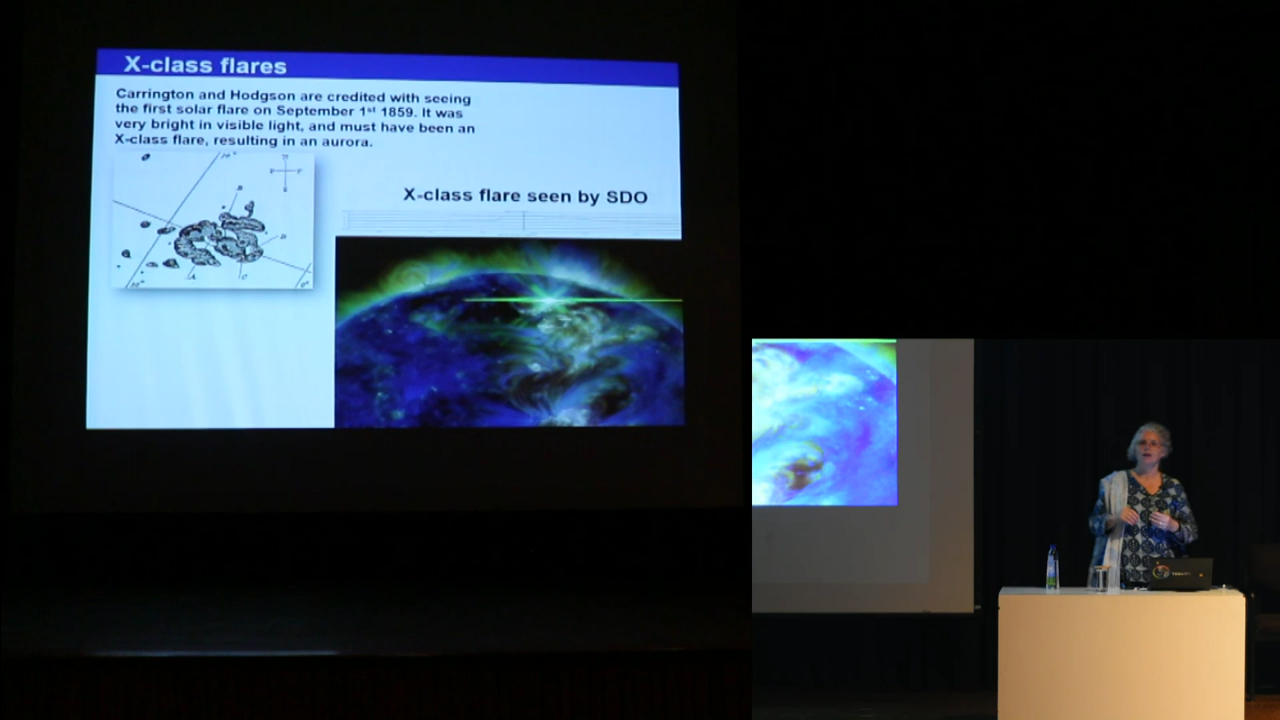 X-class flares
Carrington and Hodgson are credited with seeing
the first solar flare on September 1st 1859. It was
very bright in visible light, and must have been an
X-class flare, resulting in an aurora.
X-class flare seen by SDO
B
D
A
C